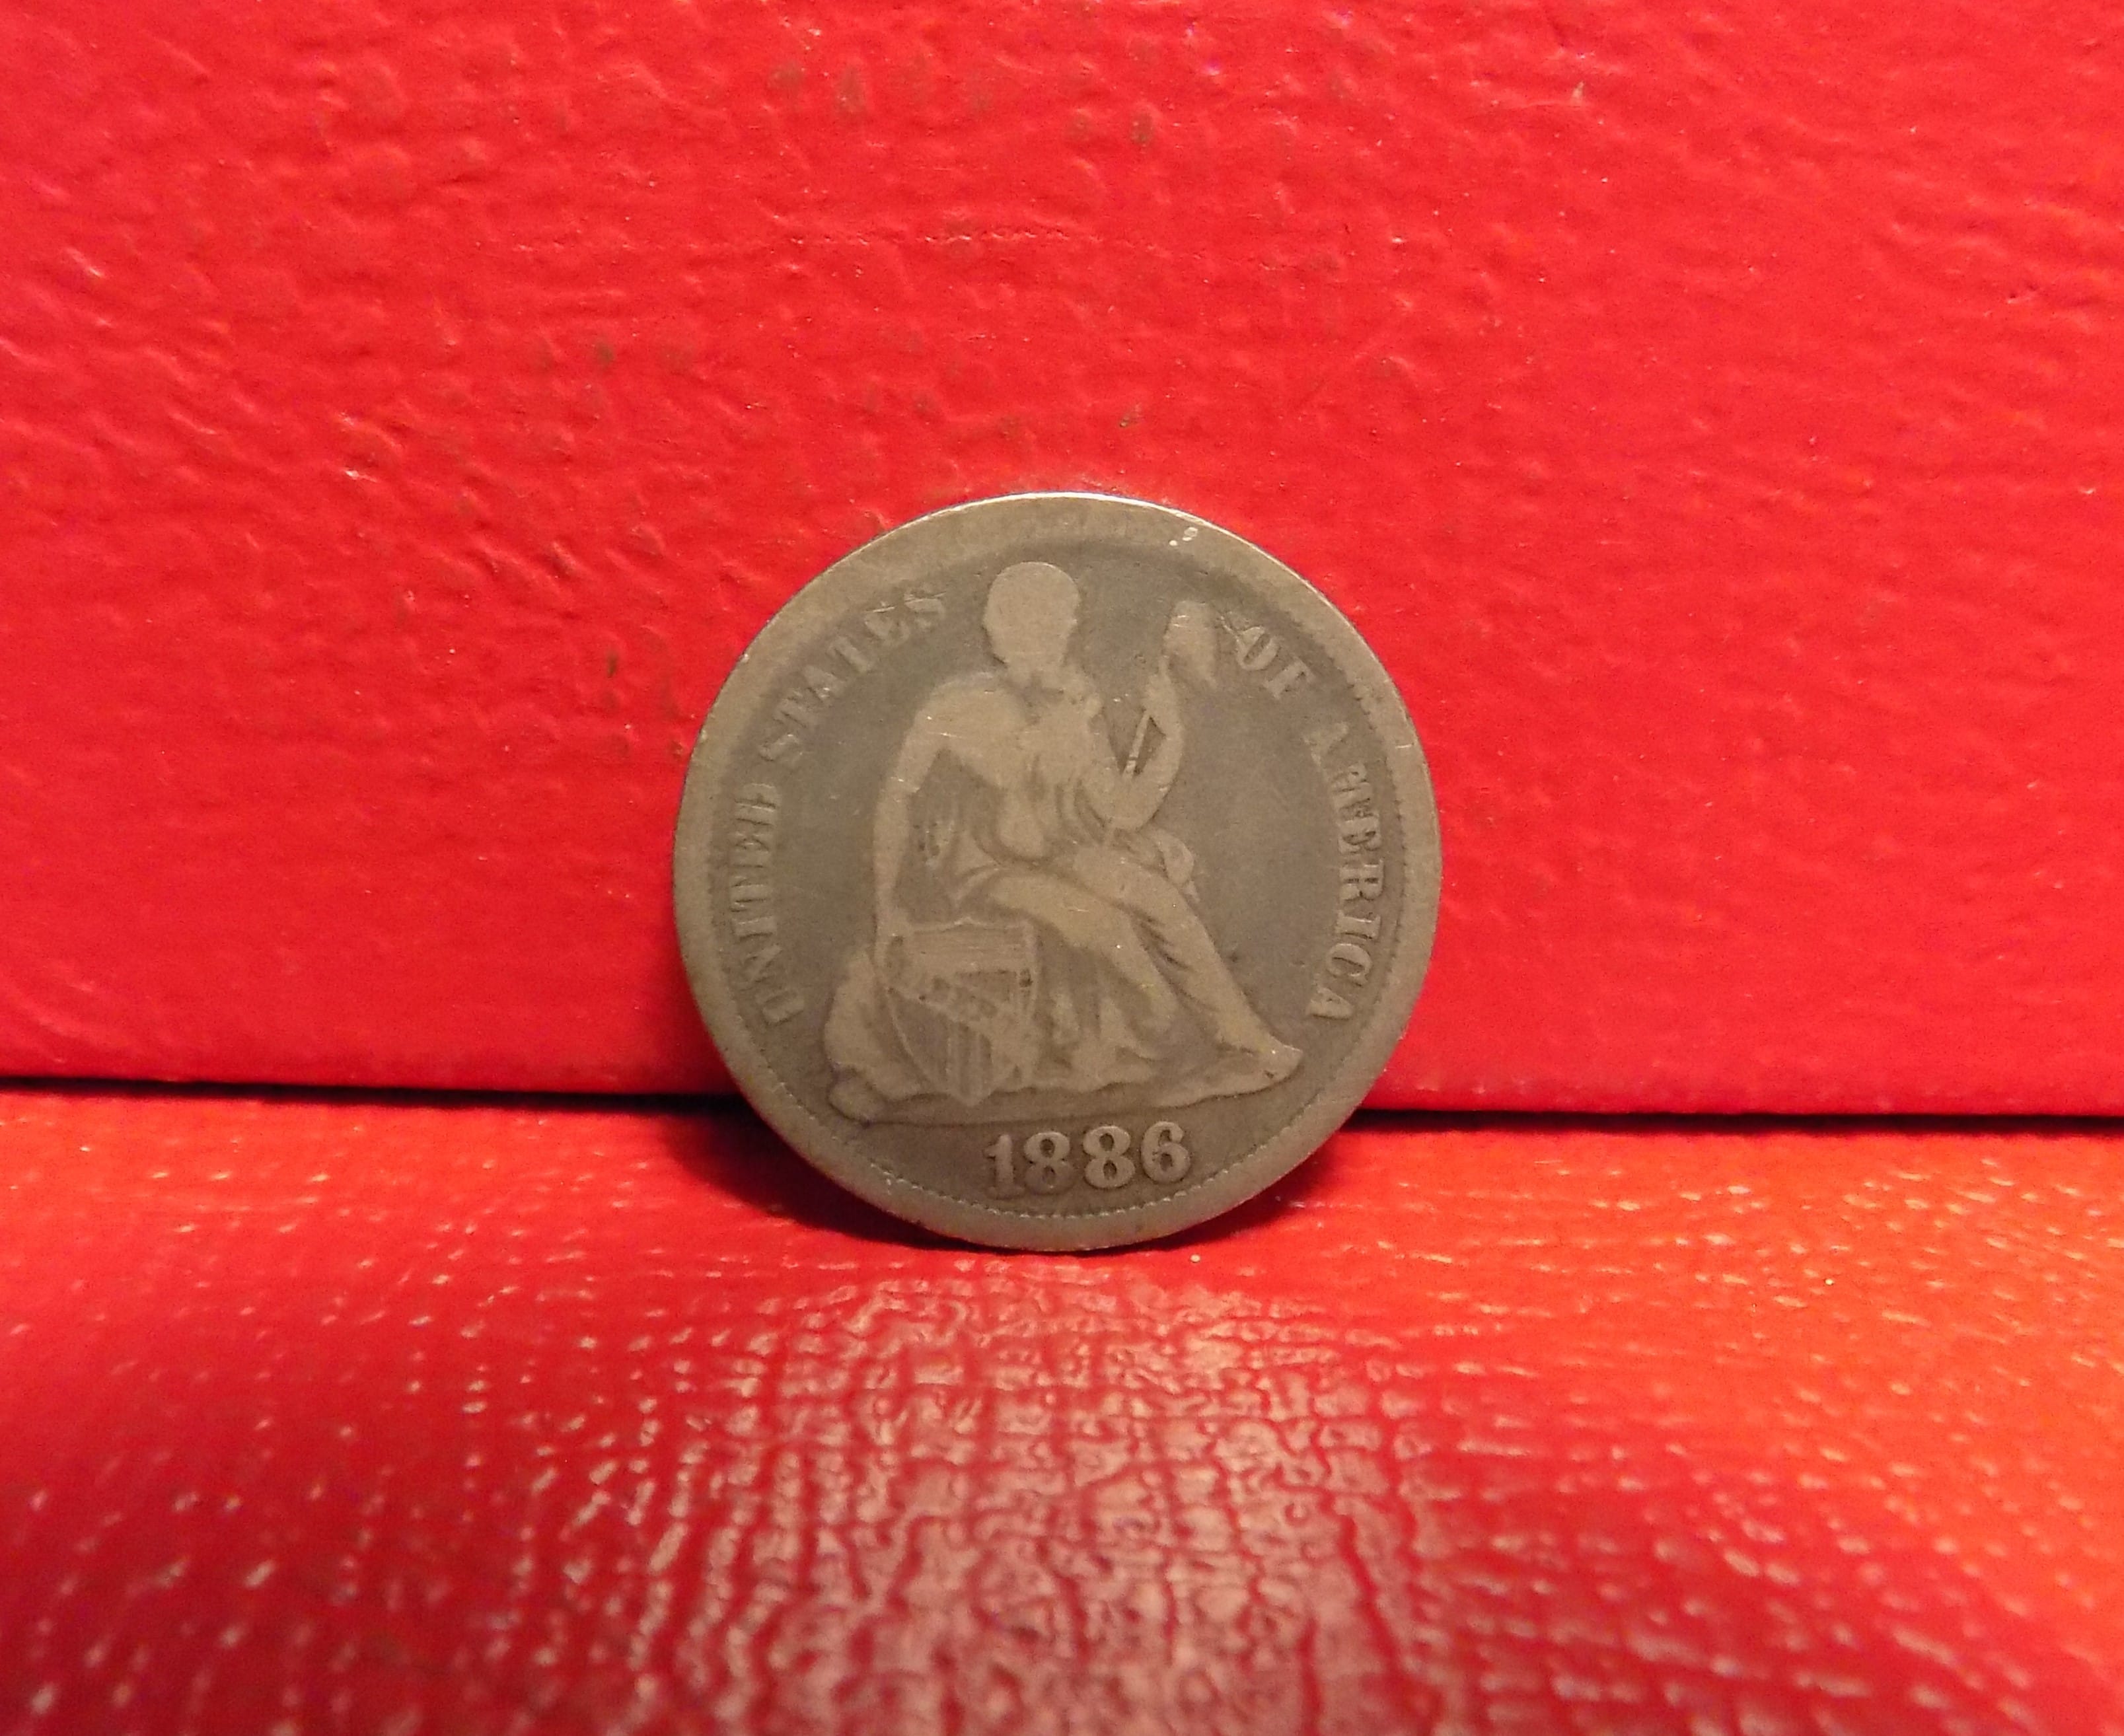 UNITED STATES OF AMERICA
1886